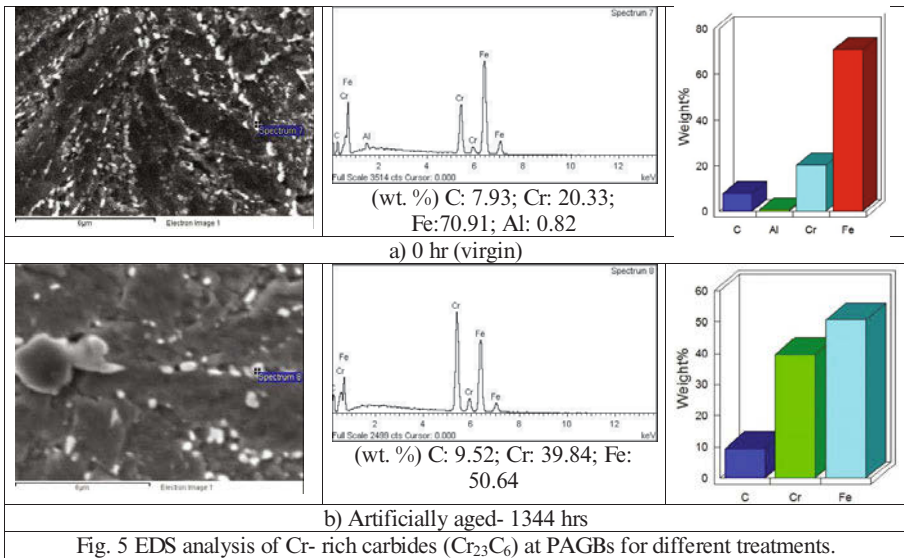 Spectrum 7
6µm
Electron Image 1
Spectrum 7
Fe
Cr
C
Al
Cr
Cr
Fe
Fe
0 2 4 6 8 10 12
Full Scale 3514 cts Cursor: 0.000
keV
(wt. %) C: 7.93; Cr: 20.33;
Fe:70.91; Al: 0.82
Weight%
80
60
40
20
0
C Al Cr Fe
a) 0 hr (virgin)
Spectrum 8
6µm
Electron Image 1
Spectrum 8
Fe
Cr
Cr
Cr
Fe
Fe
0 2 4 6 8 10 12
Full Scale 2499 cts Cursor: 0.000
keV
(wt. %) C: 9.52; Cr: 39.84; Fe:
50.64
Weight%
60
50
40
30
20
10
0
C Cr Fe
b) Artificially aged- 1344 hrs
Fig. 5 EDS analysis of Cr- rich carbides (Cr₂₃C₆) at PAGBs for different treatments.